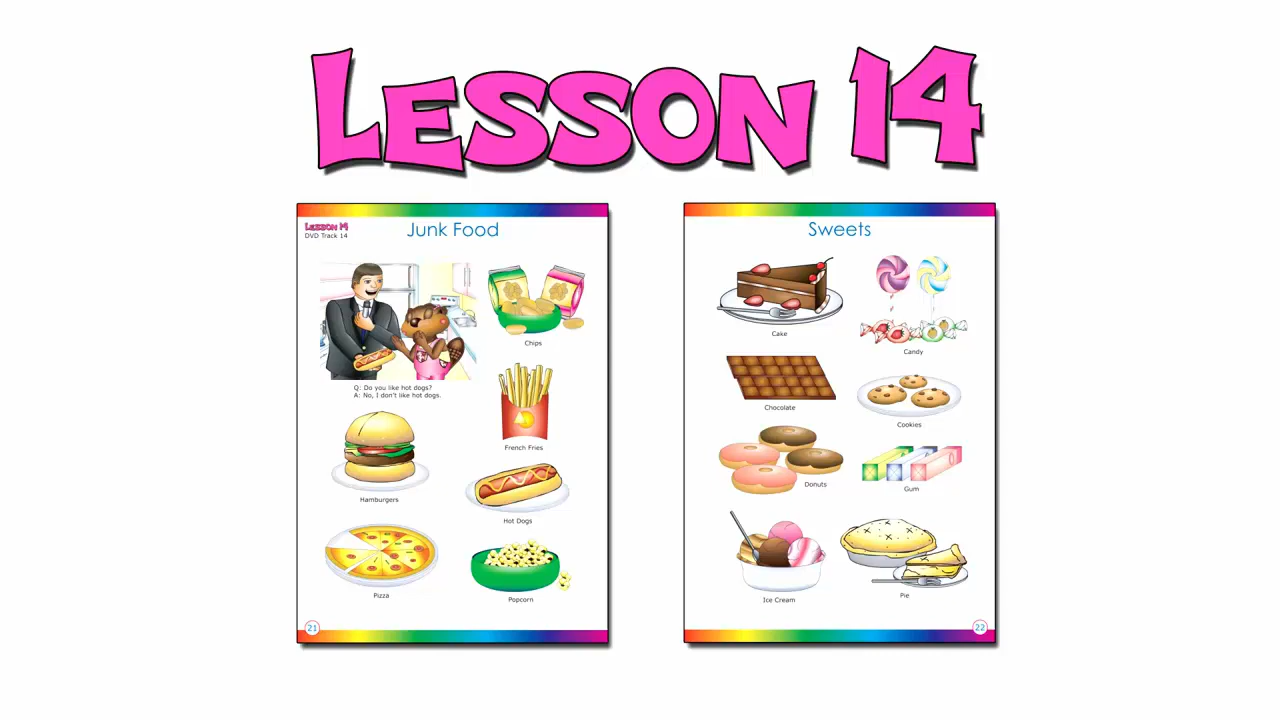 LESSON 14
LESSON 14
DVD Track 14
Junk Food
Chips
Q: Do you like hot dogs?
A: No, I don't like hot dogs.
French Fries
Hamburgers
Hot Dogs
Pizza
Popcorn
21
Sweets
Cake
Candy
Chocolate
Cookies
Donuts
Gum
Ice Cream
Pie
22